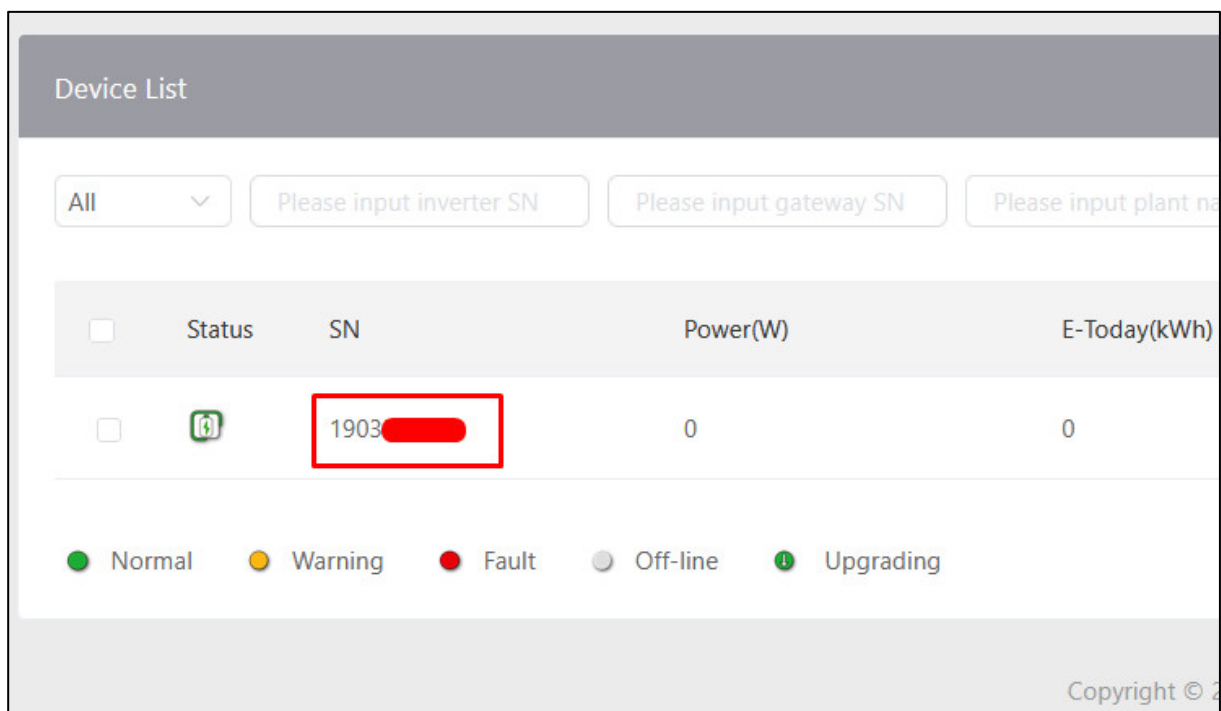 Device List
All Please input inverter SN Please input gateway SN Please input plant na
Status SN Power(W) E-Today(kWh)
1903 0 0
Normal Warning Fault Off-line Upgrading
Copyright © 2